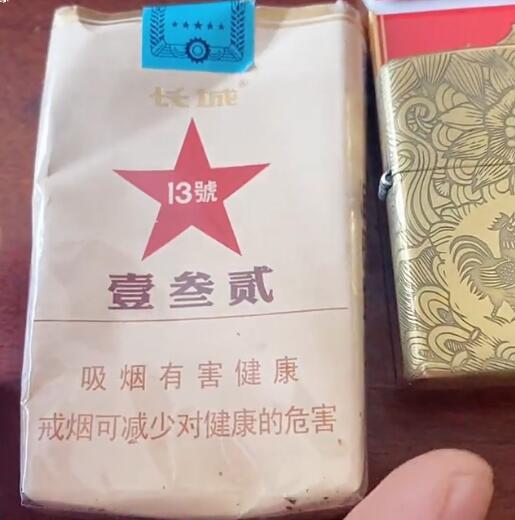 长城
13號
壹叁贰
吸烟有害健康
戒烟可减少对健康的危害